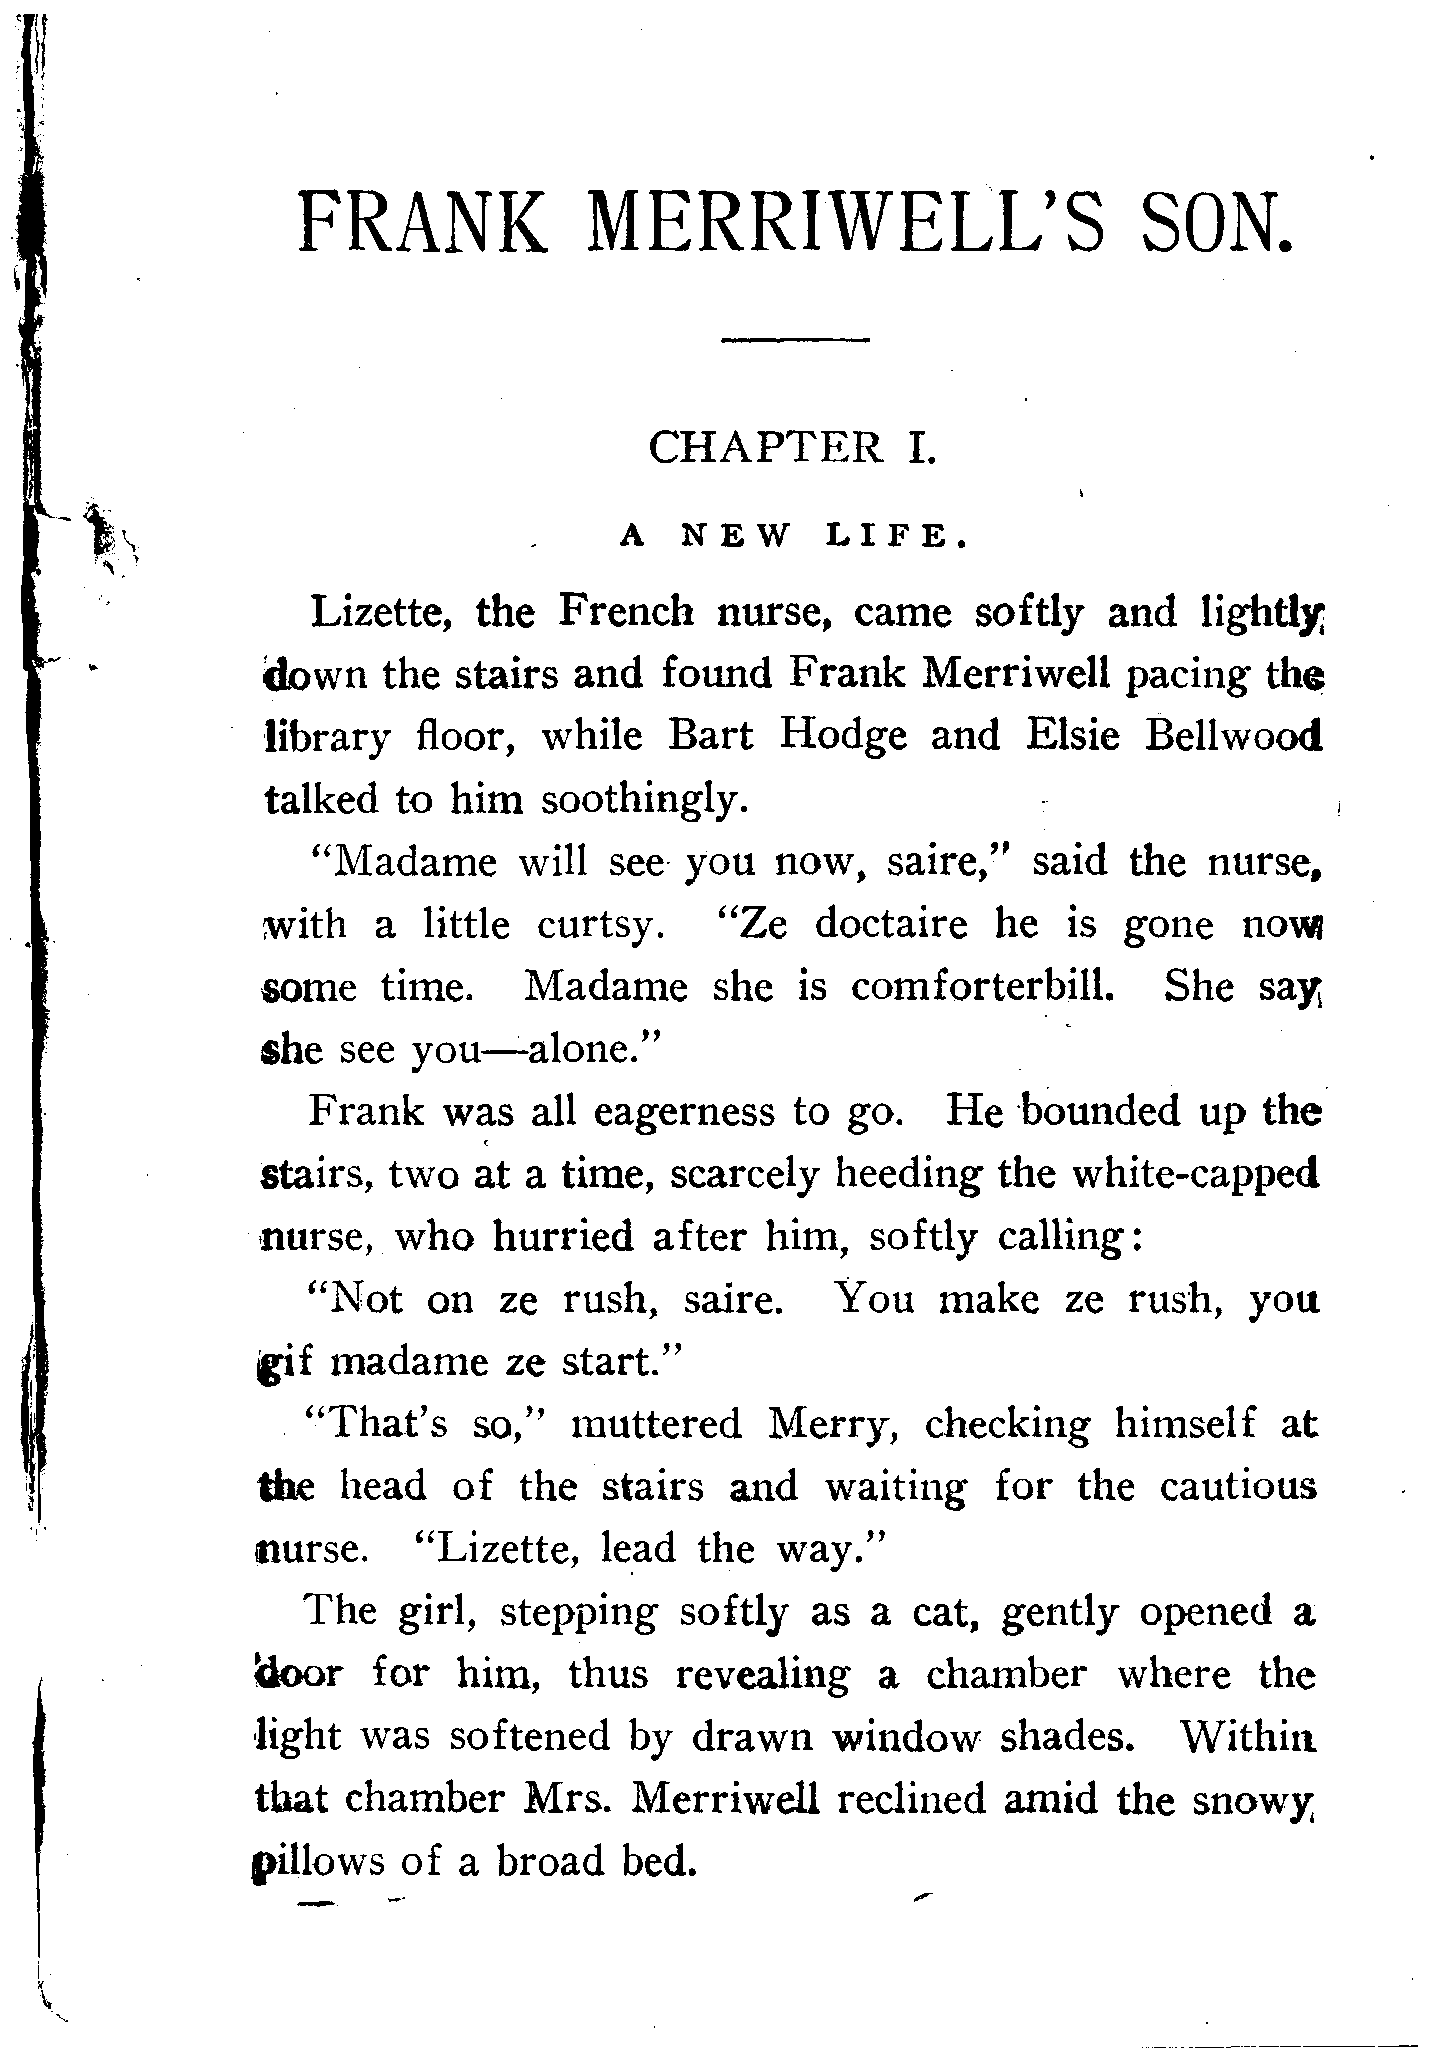 FRANK MERRIWELL'S SON.
CHAPTER I.
A NEW LIFE.
Lizette, the French nurse, came softly and lightly
down the stairs and found Frank Merriwell pacing the
library floor, while Bart Hodge and Elsie Bellwood
talked to him soothingly.
"Madame will see you now, saire," said the nurse,
with a little curtsy. "Ze doctaire he is gone now
some time. Madame she is comforterbill. She say
she see you—alone."
Frank was all eagerness to go. He bounded up the
stairs, two at a time, scarcely heeding the white-capped
nurse, who hurried after him, softly calling:
"Not on ze rush, saire. You make ze rush, you
gif madame ze start."
"That's so," muttered Merry, checking himself at
the head of the stairs and waiting for the cautious
nurse. "Lizette, lead the way."
The girl, stepping softly as a cat, gently opened a
door for him, thus revealing a chamber where the
light was softened by drawn window shades. Within
that chamber Mrs. Merriwell reclined amid the snowy
pillows of a broad bed.